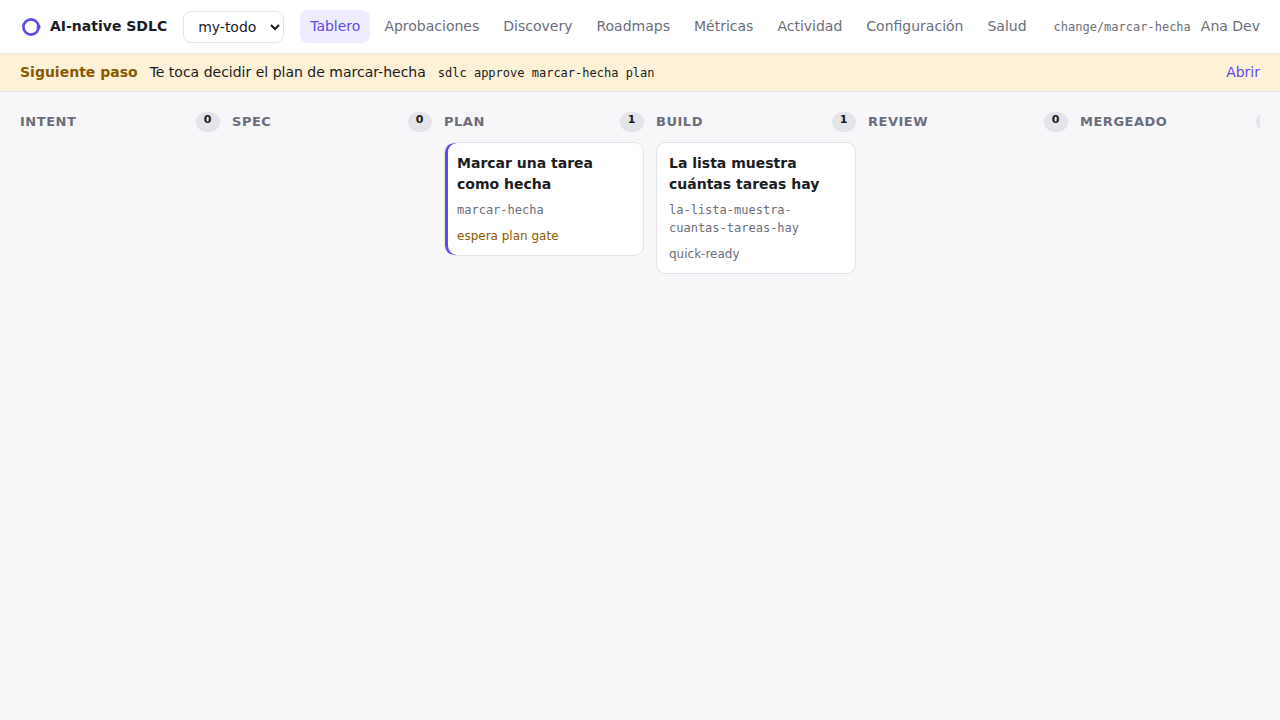 AI-native SDLC my-todo Tablero Aprobaciones Discovery Roadmaps Métricas Actividad Configuración Salud change/marcar-hecha Ana Dev
Siguiente paso Te toca decidir el plan de marcar-hecha sdlc approve marcar-hecha plan Abrir
INTENT 0 SPEC 0 PLAN 1 BUILD 1 REVIEW 0 MERGEADO
Marcar una tarea
como hecha
marcar-hecha
espera plan gate
La lista muestra
cuántas tareas hay
la-lista-muestra-
cuantas-tareas-hay
quick-ready